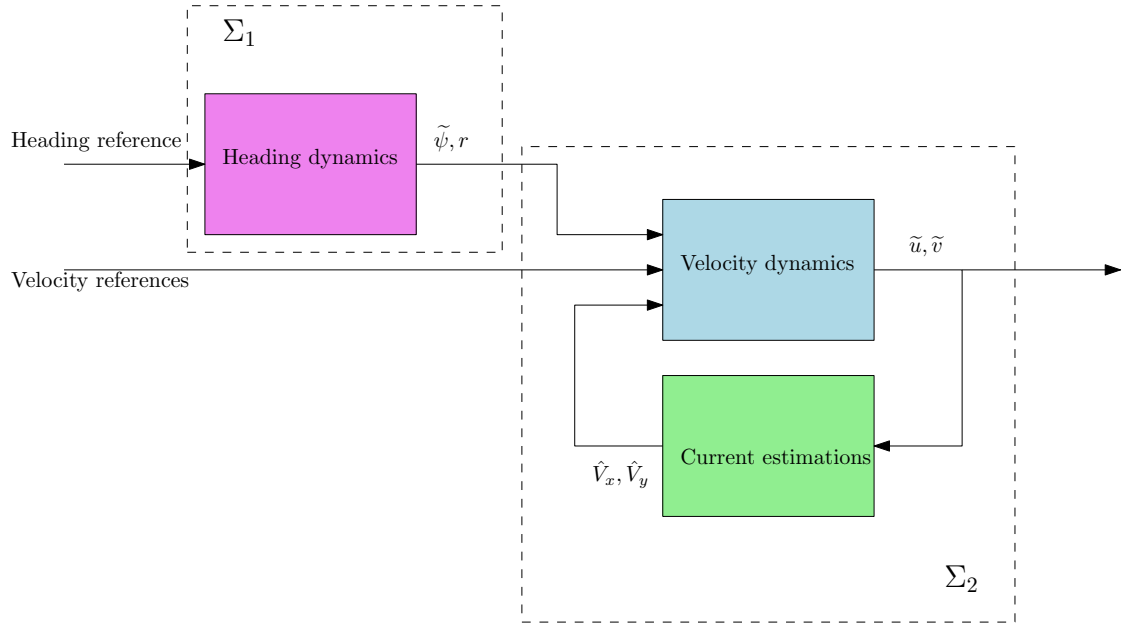 Σ₁
Heading reference
Heading dynamics
ψ̃, r
Velocity references
Velocity dynamics
ũ, ṽ
Current estimations
V̂ₓ, V̂ᵧ
Σ₂